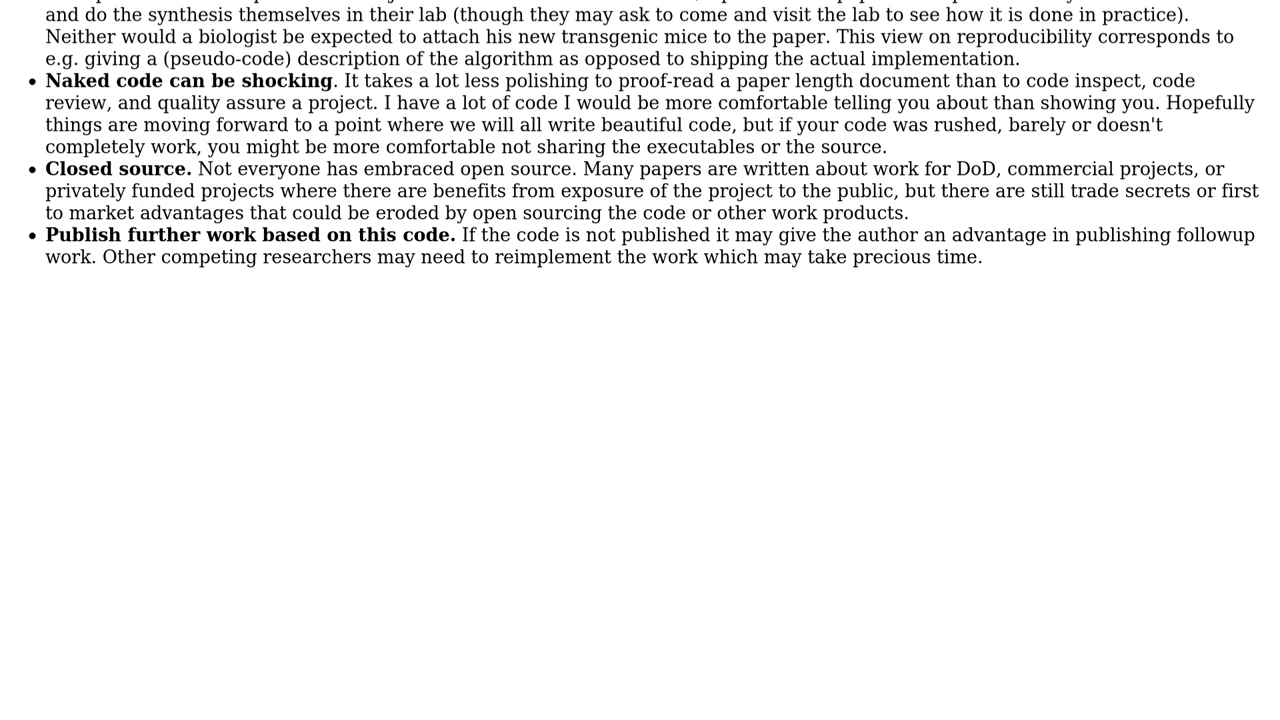 and do the synthesis themselves in their lab (though they may ask to come and visit the lab to see how it is done in practice).
Neither would a biologist be expected to attach his new transgenic mice to the paper. This view on reproducibility corresponds to
e.g. giving a (pseudo-code) description of the algorithm as opposed to shipping the actual implementation.
• Naked code can be shocking. It takes a lot less polishing to proof-read a paper length document than to code inspect, code
review, and quality assure a project. I have a lot of code I would be more comfortable telling you about than showing you. Hopefully
things are moving forward to a point where we will all write beautiful code, but if your code was rushed, barely or doesn't
completely work, you might be more comfortable not sharing the executables or the source.
• Closed source. Not everyone has embraced open source. Many papers are written about work for DoD, commercial projects, or
privately funded projects where there are benefits from exposure of the project to the public, but there are still trade secrets or first
to market advantages that could be eroded by open sourcing the code or other work products.
• Publish further work based on this code. If the code is not published it may give the author an advantage in publishing followup
work. Other competing researchers may need to reimplement the work which may take precious time.